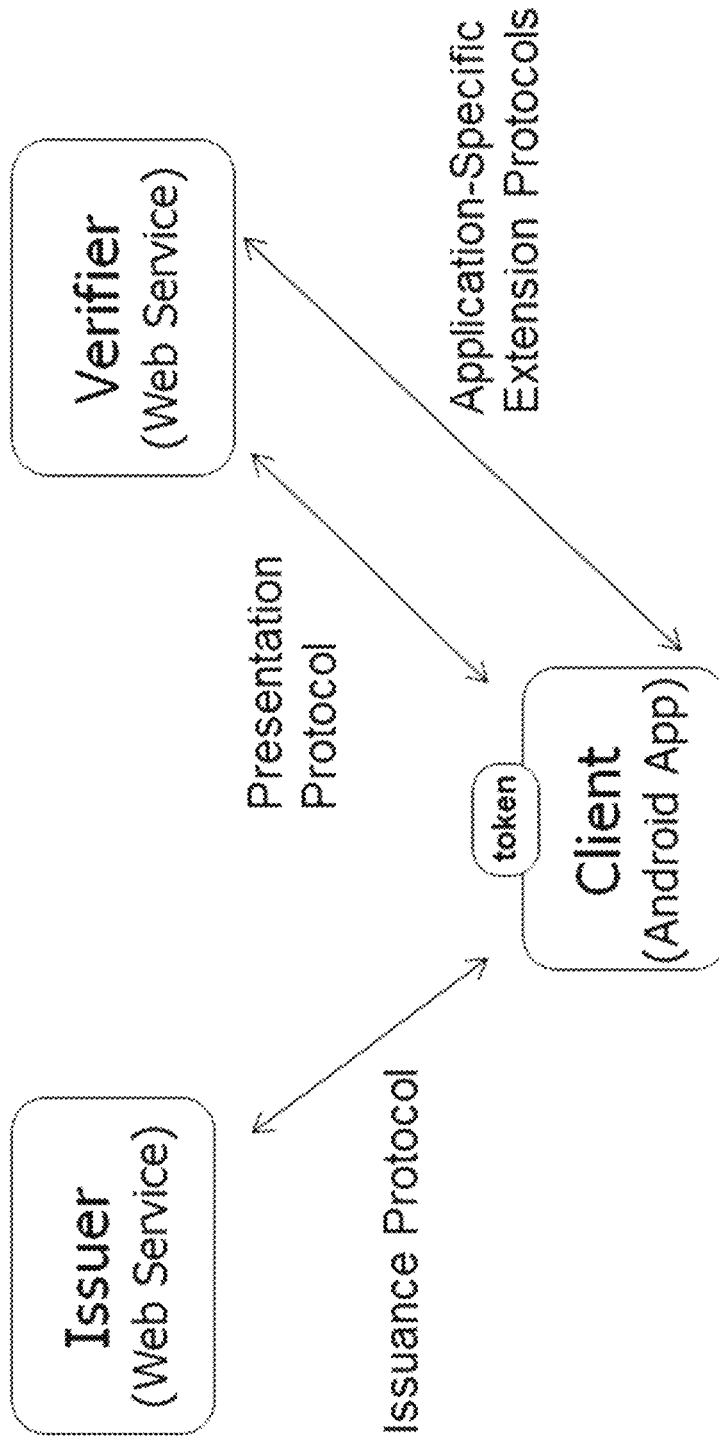 Issuer
(Web Service)
Verifier
(Web Service)
Presentation
Protocol
Issuance Protocol
Application-Specific
Extension Protocols
token
Client
(Android App)